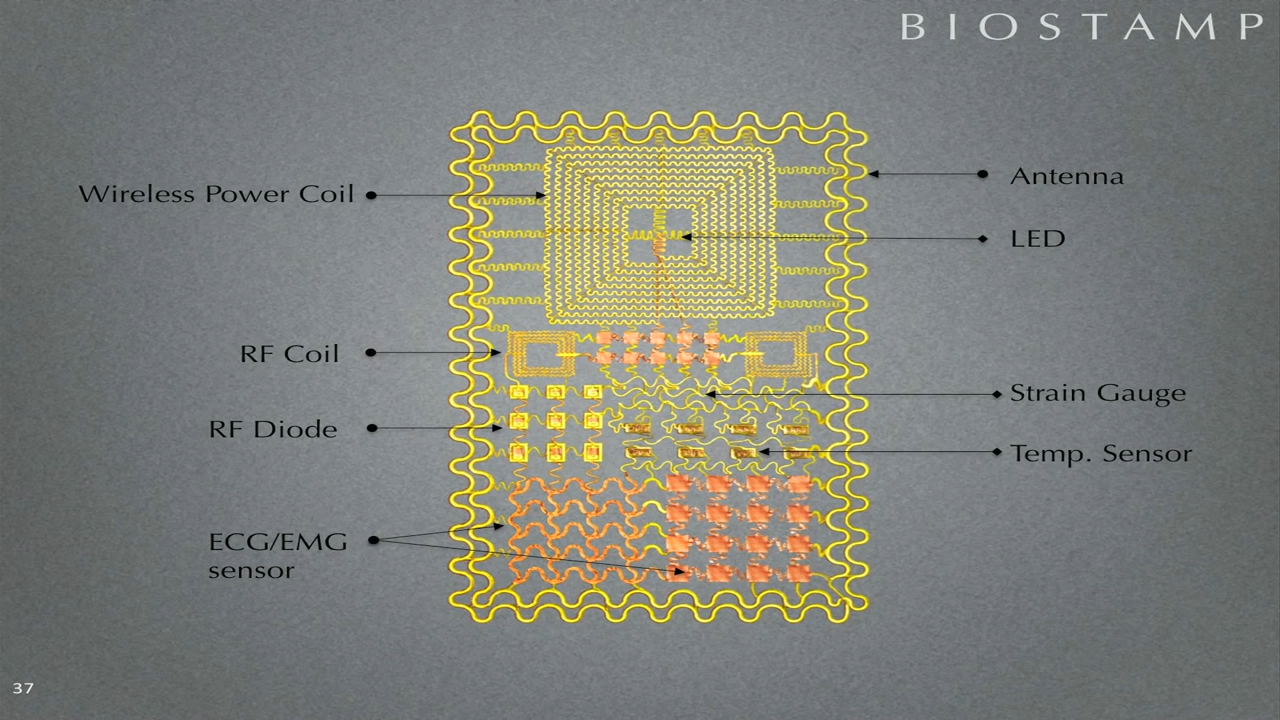 BIOSTAMP
Wireless Power Coil
Antenna
LED
RF Coil
Strain Gauge
RF Diode
Temp. Sensor
ECG/EMG
sensor
37